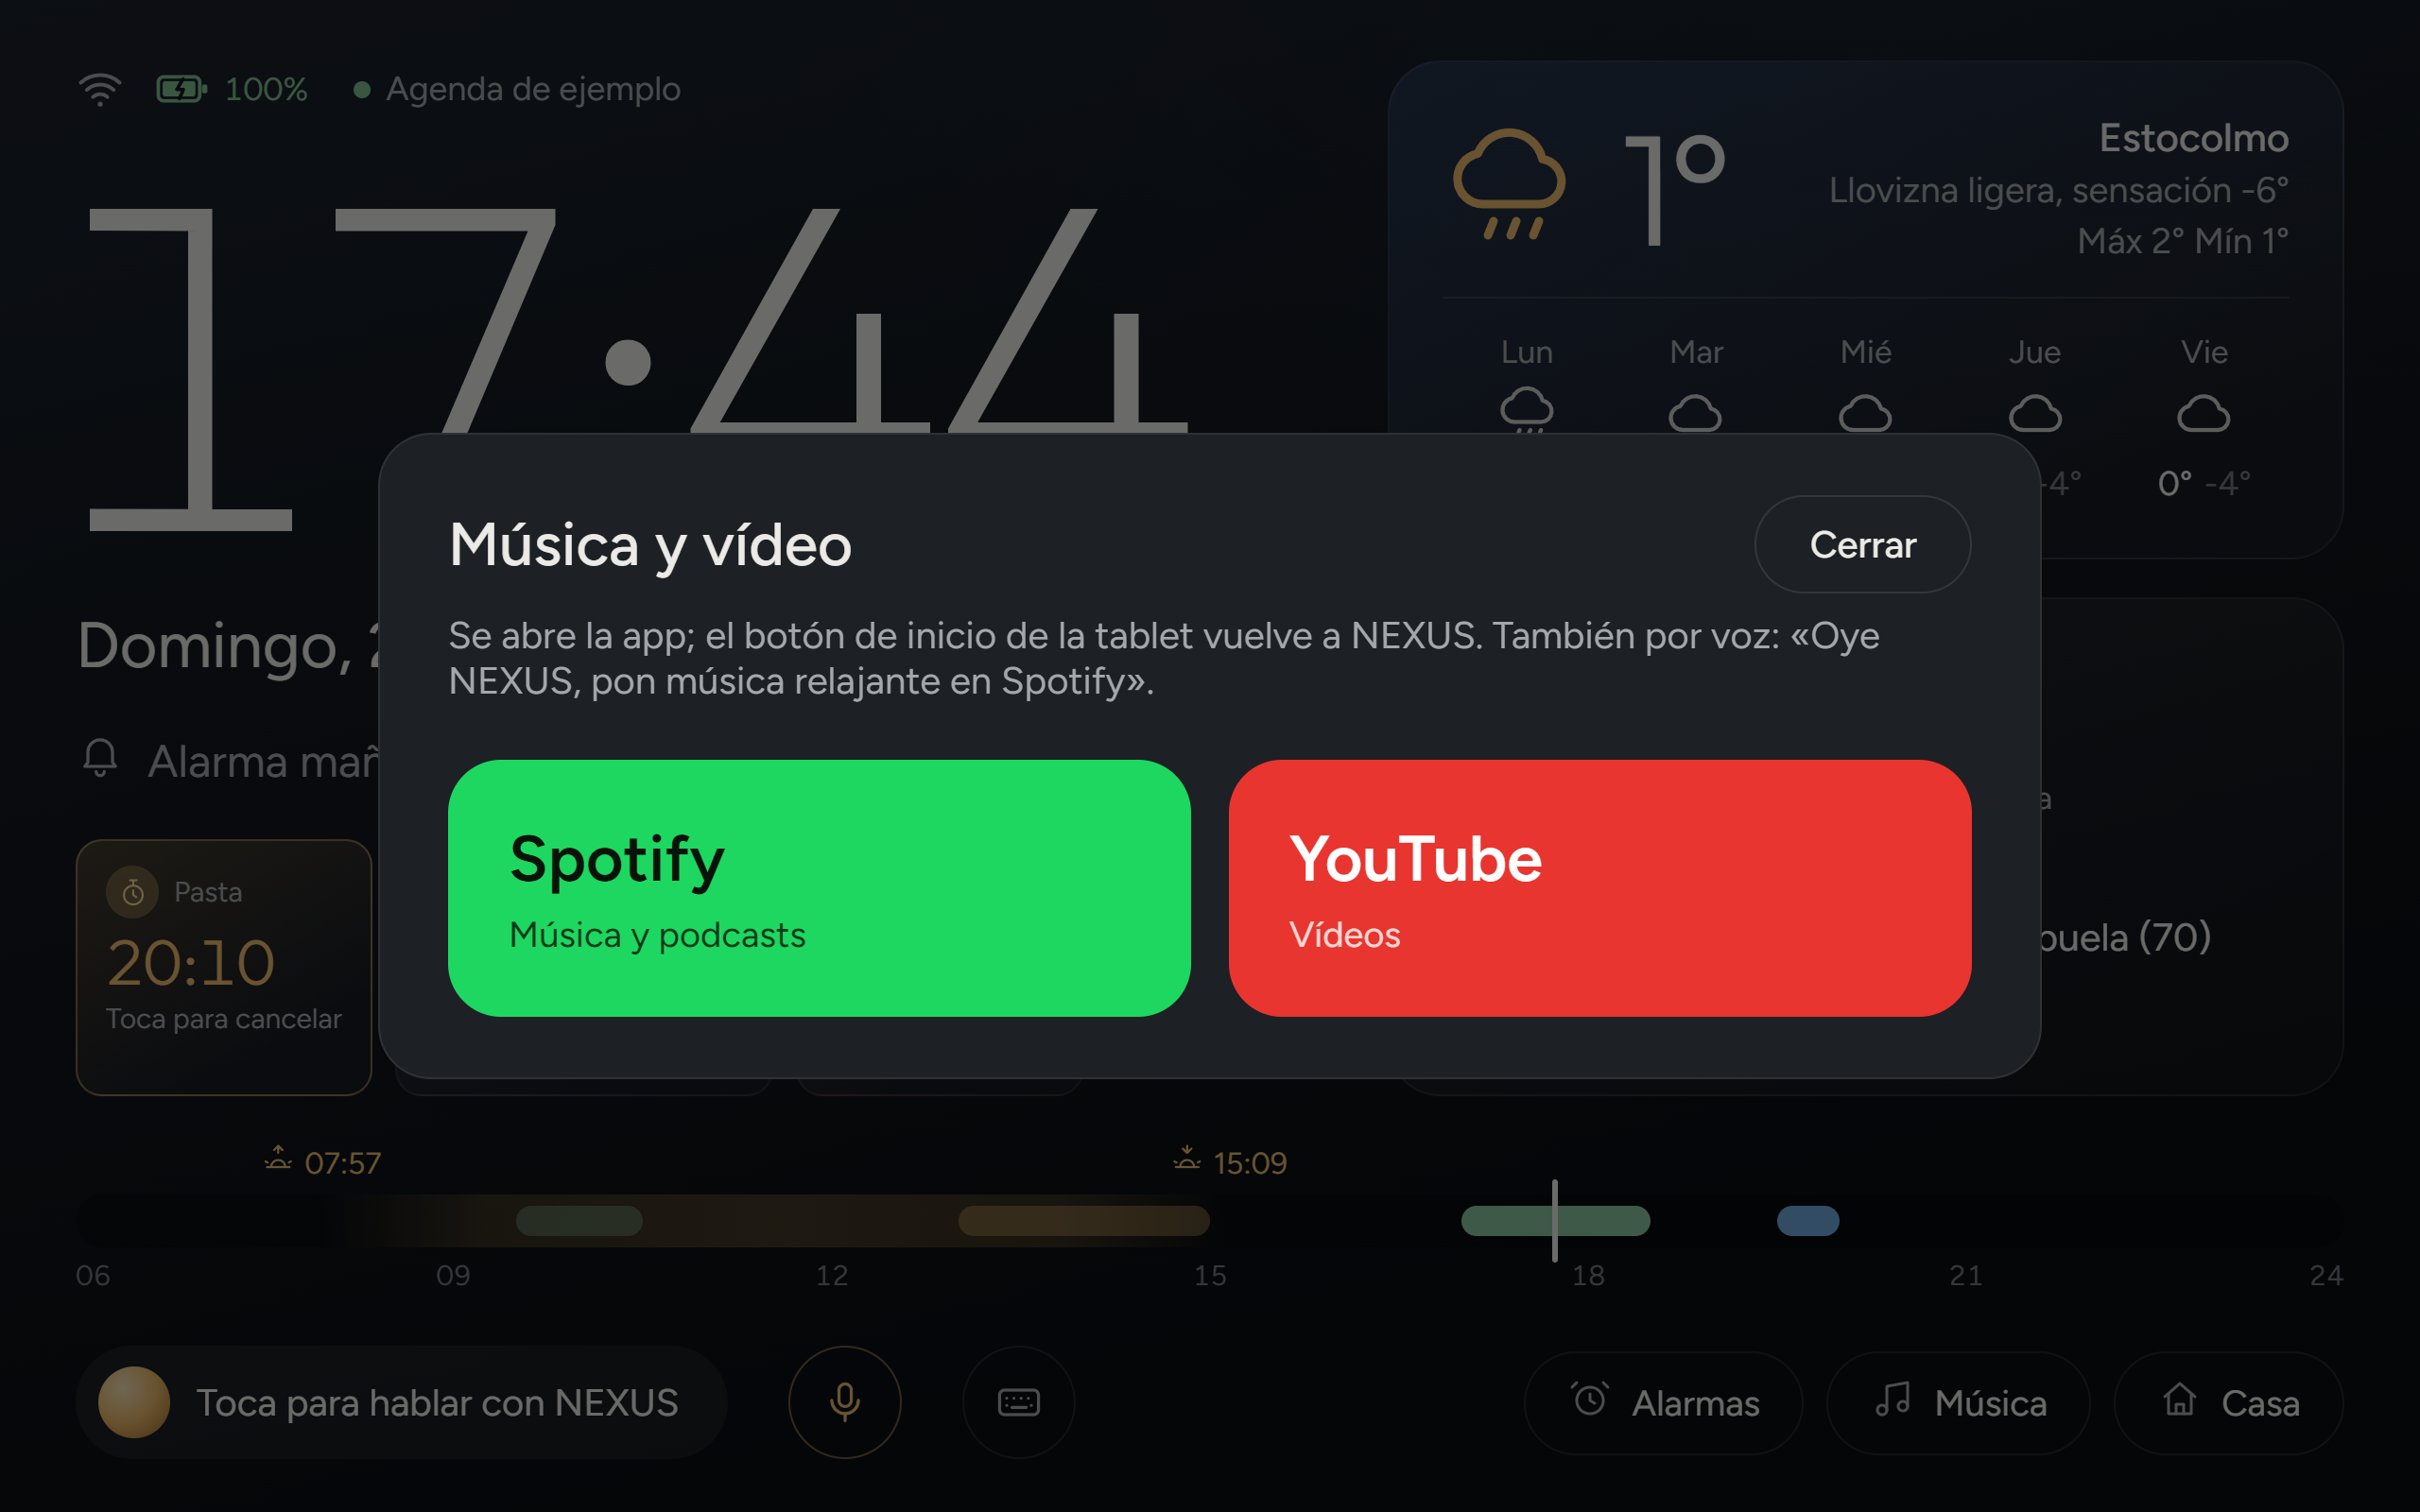 100% Agenda de ejemplo
17:44
1°
Estocolmo
Llovizna ligera, sensación -6°
Máx 2° Mín 1°
Lun Mar Mié Jue Vie
-4° 0° -4°
Domingo,
Alarma
Música y vídeo
Cerrar
Se abre la app; el botón de inicio de la tablet vuelve a NEXUS. También por voz: «Oye
NEXUS, pon música relajante en Spotify».
Spotify
Música y podcasts
YouTube
Vídeos
Pasta
20:10
Toca para cancelar
(70)
07:57 15:09
06 09 12 15 18 21 24
Toca para hablar con NEXUS
Alarmas
Música
Casa